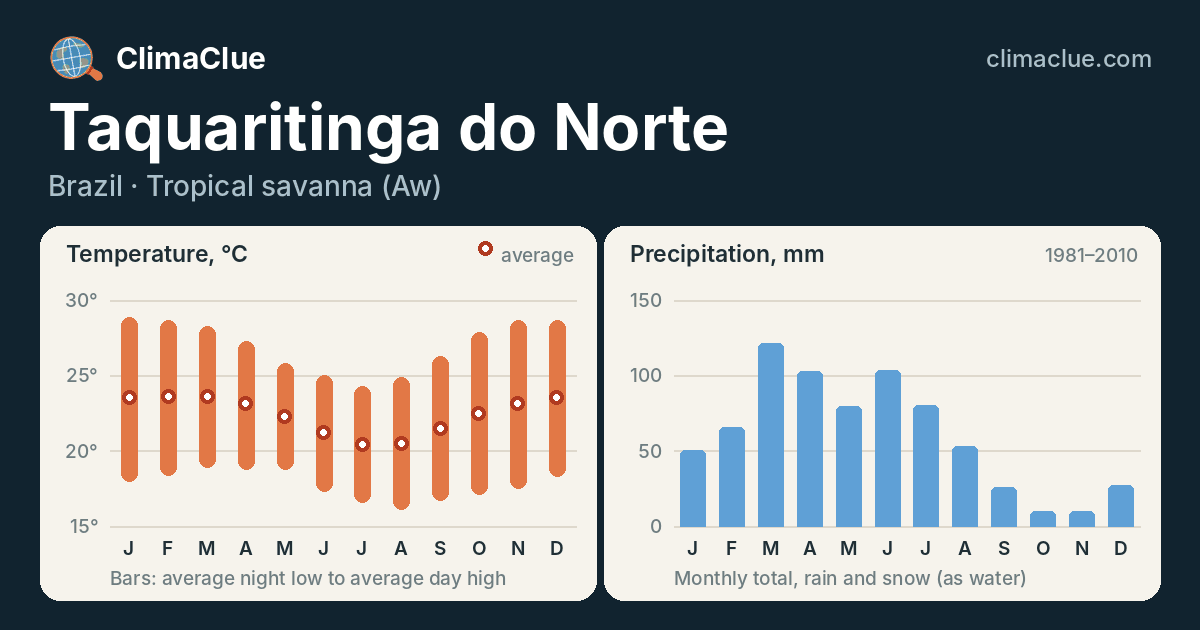 ClimaClue
climaclue.com
Taquaritinga do Norte
Brazil · Tropical savanna (Aw)
Temperature, °C
average
30°
25°
20°
15°
J F M A M J J A S O N D
Bars: average night low to average day high
Precipitation, mm
1981–2010
150
100
50
0
J F M A M J J A S O N D
Monthly total, rain and snow (as water)